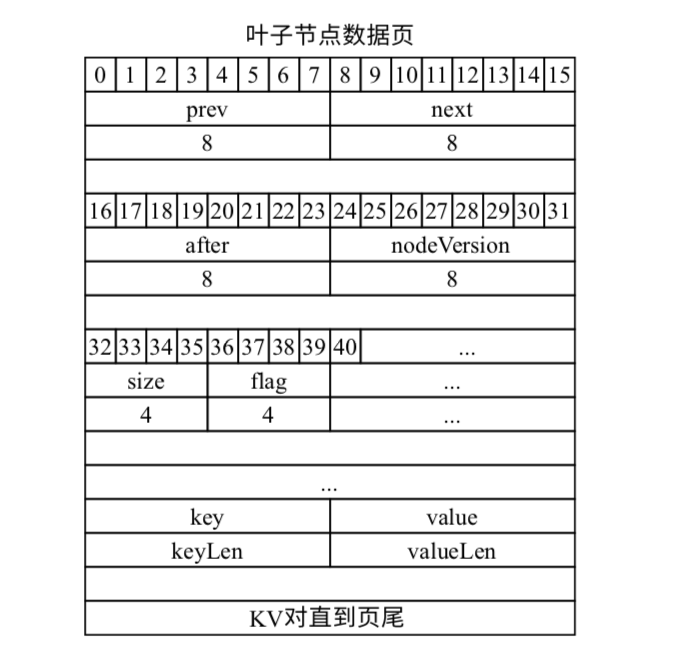 叶子节点数据页
0 1 2 3 4 5 6 7 8 9 10 11 12 13 14 15
prev next
8 8
16 17 18 19 20 21 22 23 24 25 26 27 28 29 30 31
after nodeVersion
8 8
32 33 34 35 36 37 38 39 40 ...
size flag ...
4 4 ...
...
key value
keyLen valueLen
KV对直到页尾